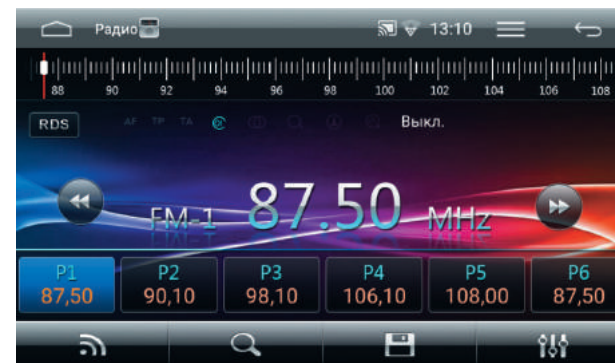 Радио 13:10
88 90 92 94 96 98 100 102 104 106 108
RDS AF TP TA Выкл.
FM-1 87.50 MHz
P1 P2 P3 P4 P5 P6
87,50 90,10 98,10 106,10 108,00 87,50